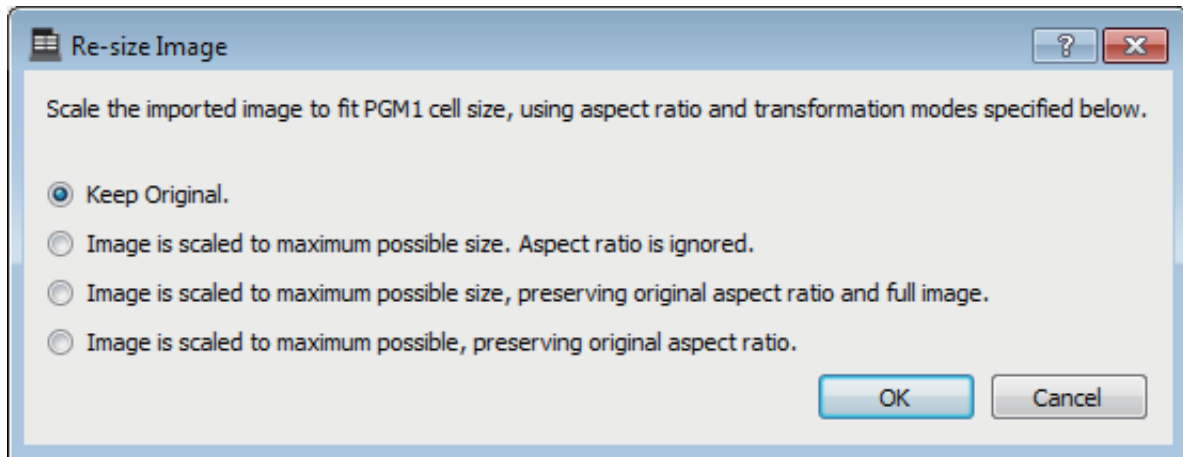 Re-size Image
Scale the imported image to fit PGM1 cell size, using aspect ratio and transformation modes specified below.
Keep Original.
Image is scaled to maximum possible size. Aspect ratio is ignored.
Image is scaled to maximum possible size, preserving original aspect ratio and full image.
Image is scaled to maximum possible, preserving original aspect ratio.
OK Cancel